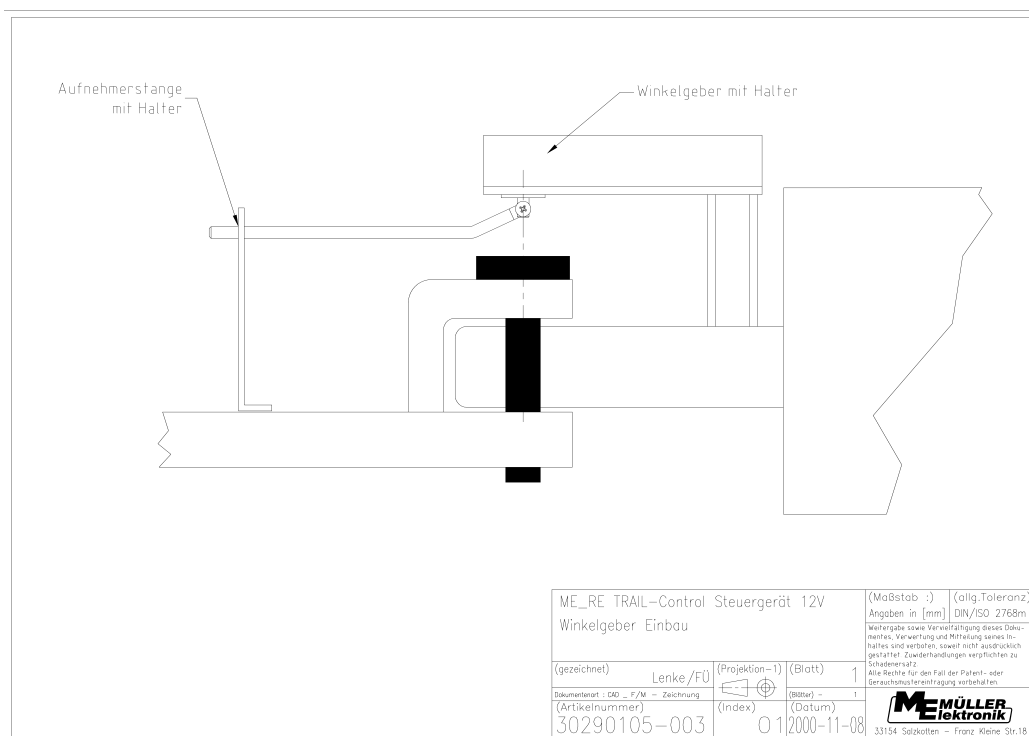 Aufnehmerstange
mit Halter
Winkelgeber mit Halter
ME_RE TRAIL-Control Steuergerät 12V
Winkelgeber Einbau
(Maßstab :)
(allg.Toleranz)
Angaben in [mm]
DIN/ISO 2768m
Weitergabe sowie Vervielfältigung dieses Doku-
mentes, Verwertung und Mitteilung seines In-
haltes sind verboten, soweit nicht ausdrücklich
gestattet. Zuwiderhandlungen verpflichten zu
Schadenersatz.
Alle Rechte für den Fall der Patent- oder
Gerauchsmustereintragung vorbehalten.
(gezeichnet)
Lenke/FÜ
(Projektion-1)
(Blatt)
1
Dokumentenart : CAD _ F/M - Zeichnung
(Blätter) -
1
(Artikelnummer)
30290105-003
(Index)
01
(Datum)
2000-11-08
ME MÜLLER
Elektronik
33154 Salzkotten - Franz Kleine Str.18